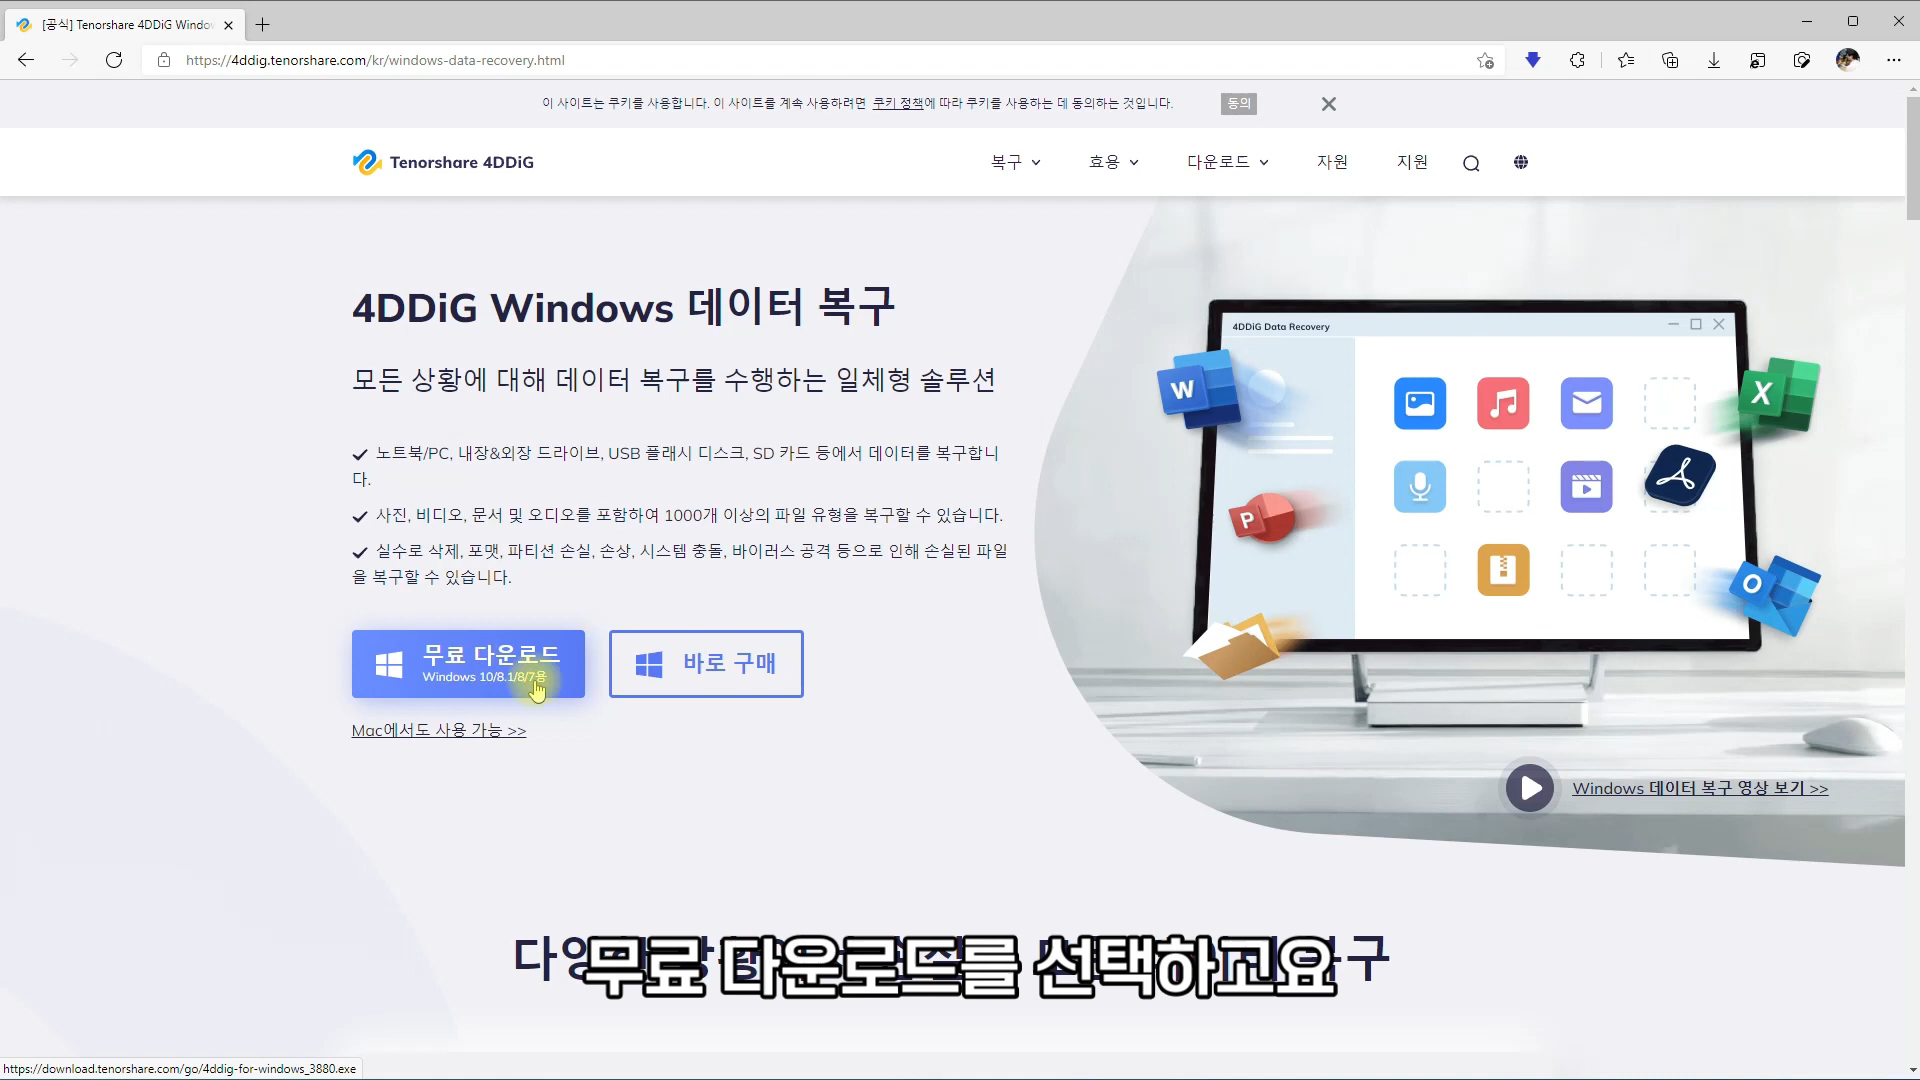 [공식] Tenorshare 4DDiG Window
https://4ddig.tenorshare.com/kr/windows-data-recovery.html
이 사이트는 쿠키를 사용합니다. 이 사이트를 계속 사용하려면 쿠키 정책에 따라 쿠키를 사용하는 데 동의하는 것입니다.
동의
Tenorshare 4DDiG
복구
효용
다운로드
자원
지원
4DDiG Windows 데이터 복구
모든 상황에 대해 데이터 복구를 수행하는 일체형 솔루션
노트북/PC, 내장&외장 드라이브, USB 플래시 디스크, SD 카드 등에서 데이터를 복구합니
다.
사진, 비디오, 문서 및 오디오를 포함하여 1000개 이상의 파일 유형을 복구할 수 있습니다.
실수로 삭제, 포맷, 파티션 손실, 손상, 시스템 충돌, 바이러스 공격 등으로 인해 손실된 파일
을 복구할 수 있습니다.
무료 다운로드
Windows 10/8.1/8/7용
바로 구매
Mac에서도 사용 가능 >>
4DDiG Data Recovery
W
X
P
O
Windows 데이터 복구 영상 보기 >>
무료 다운로드를 선택하고요
https://download.tenorshare.com/go/4ddig-for-windows_3880.exe